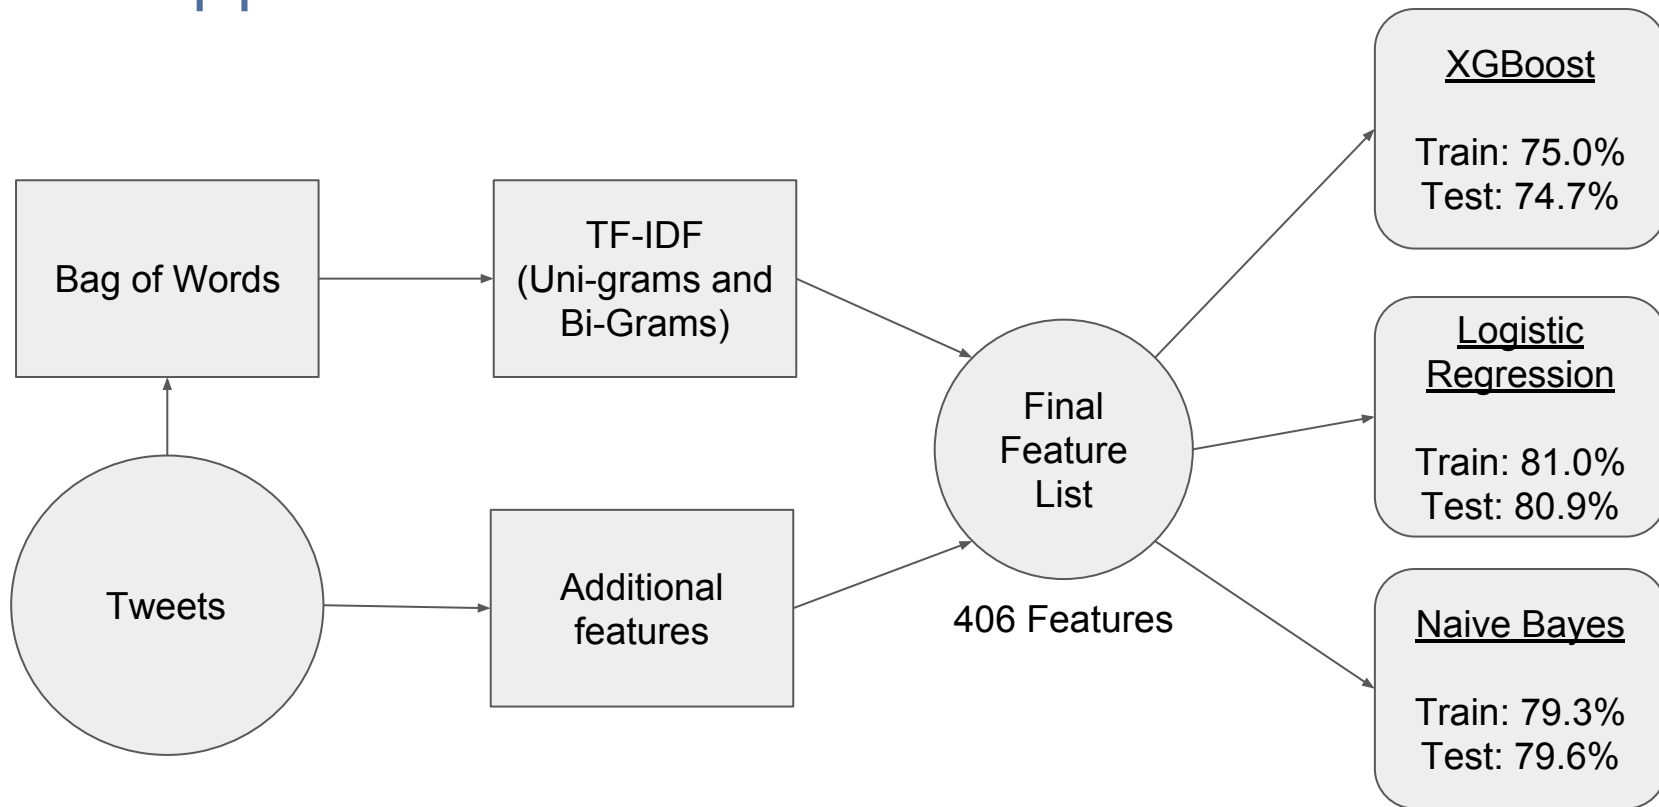 Bag of Words
TF-IDF
(Uni-grams and
Bi-Grams)
Tweets
Additional
features
Final
Feature
List
406 Features
XGBoost
Train: 75.0%
Test: 74.7%
Logistic
Regression
Train: 81.0%
Test: 80.9%
Naive Bayes
Train: 79.3%
Test: 79.6%